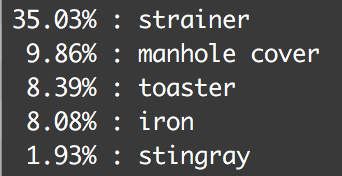 35.03% : strainer
9.86% : manhole cover
8.39% : toaster
8.08% : iron
1.93% : stingray